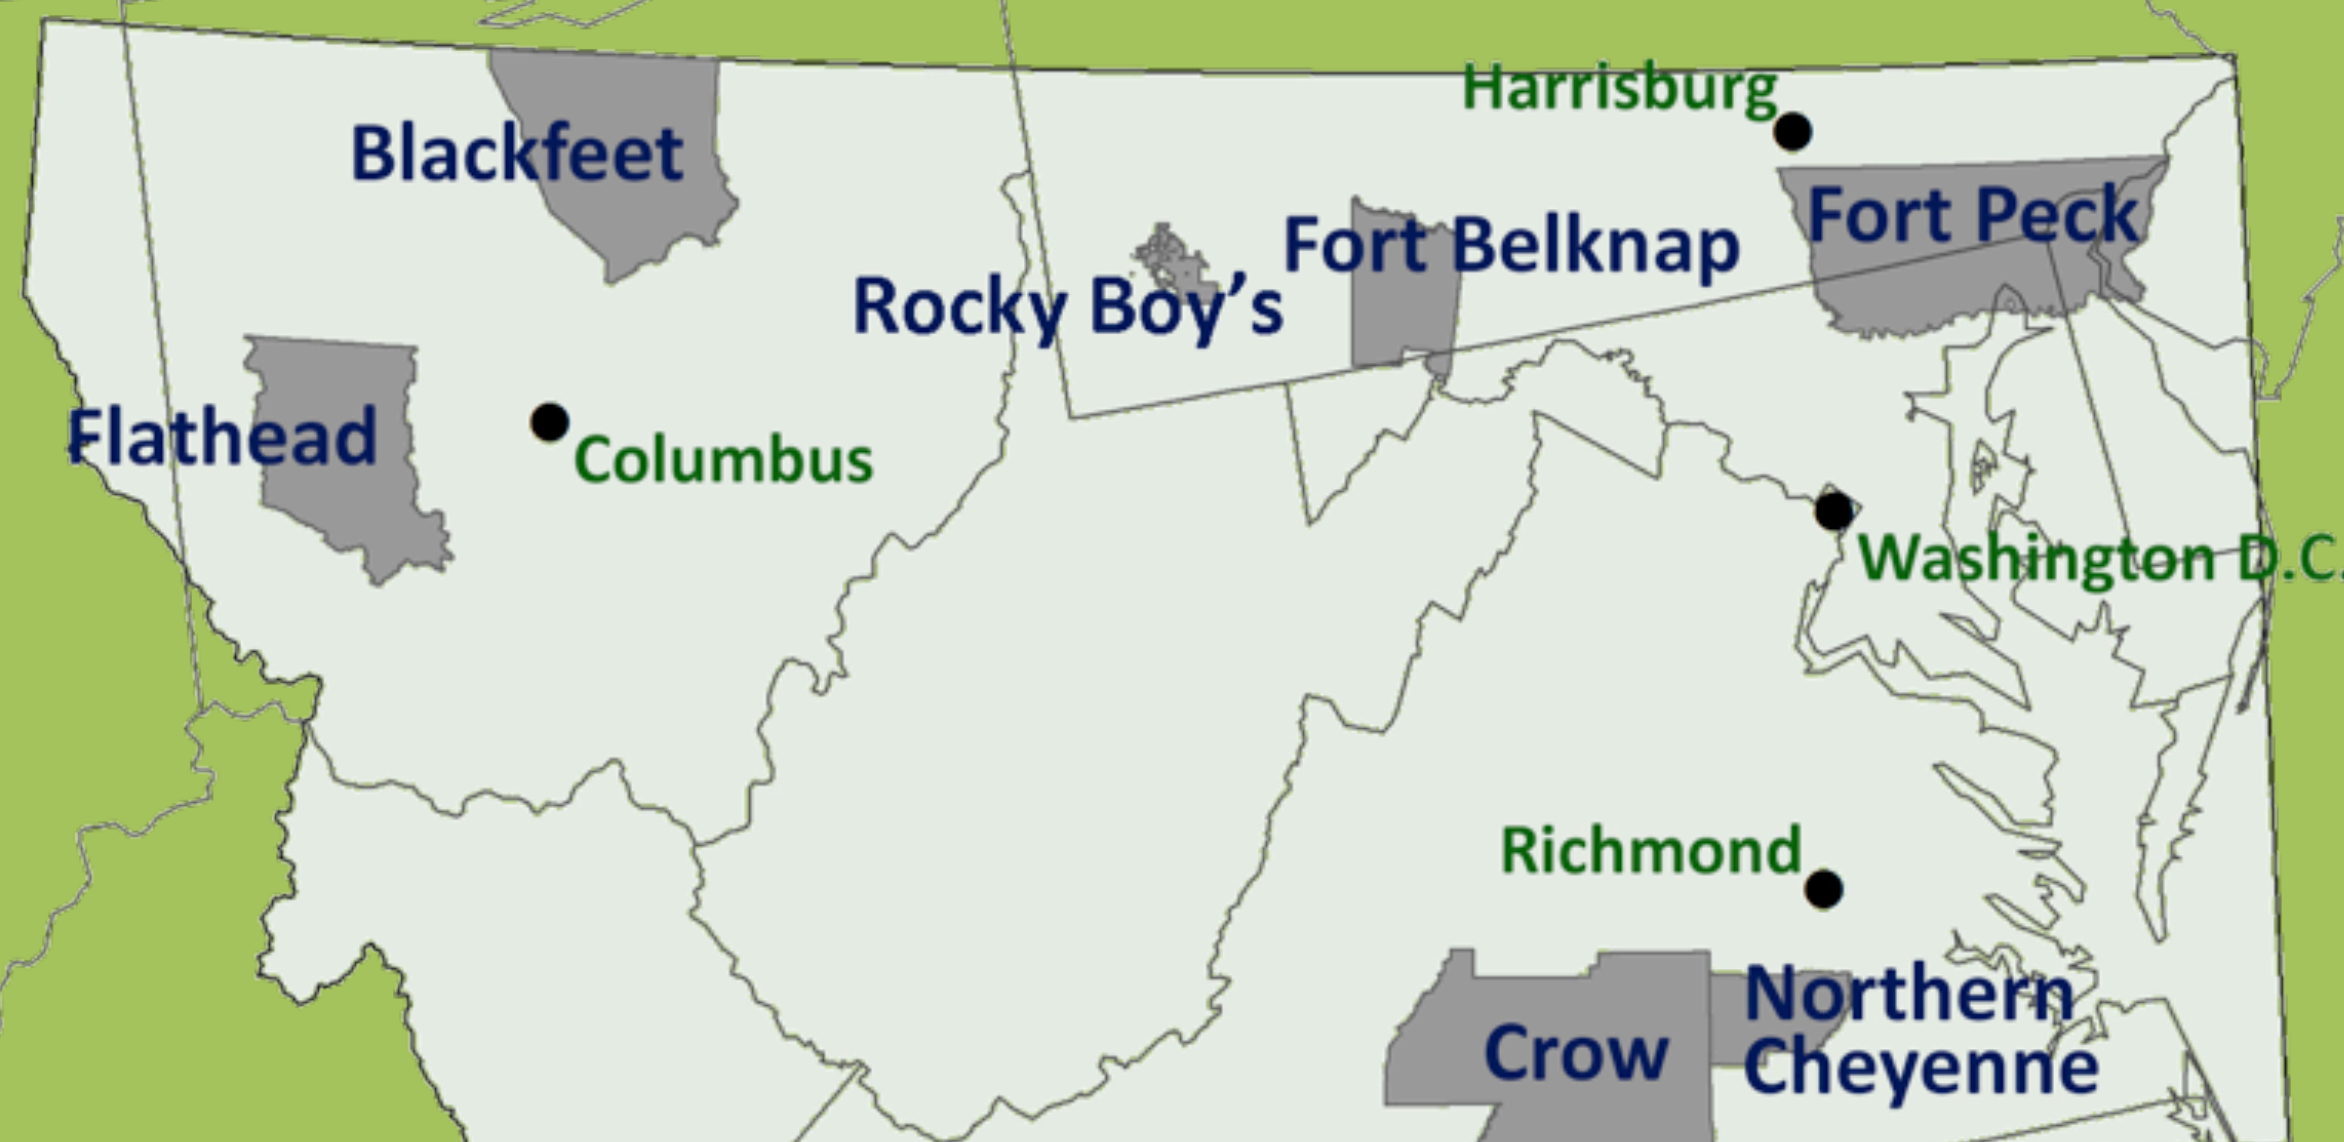 Harrisburg
Blackfeet
Fort Peck
Fort Belknap
Rocky Boy’s
Flathead
Columbus
Washington D.C.
Richmond
Northern
Cheyenne
Crow